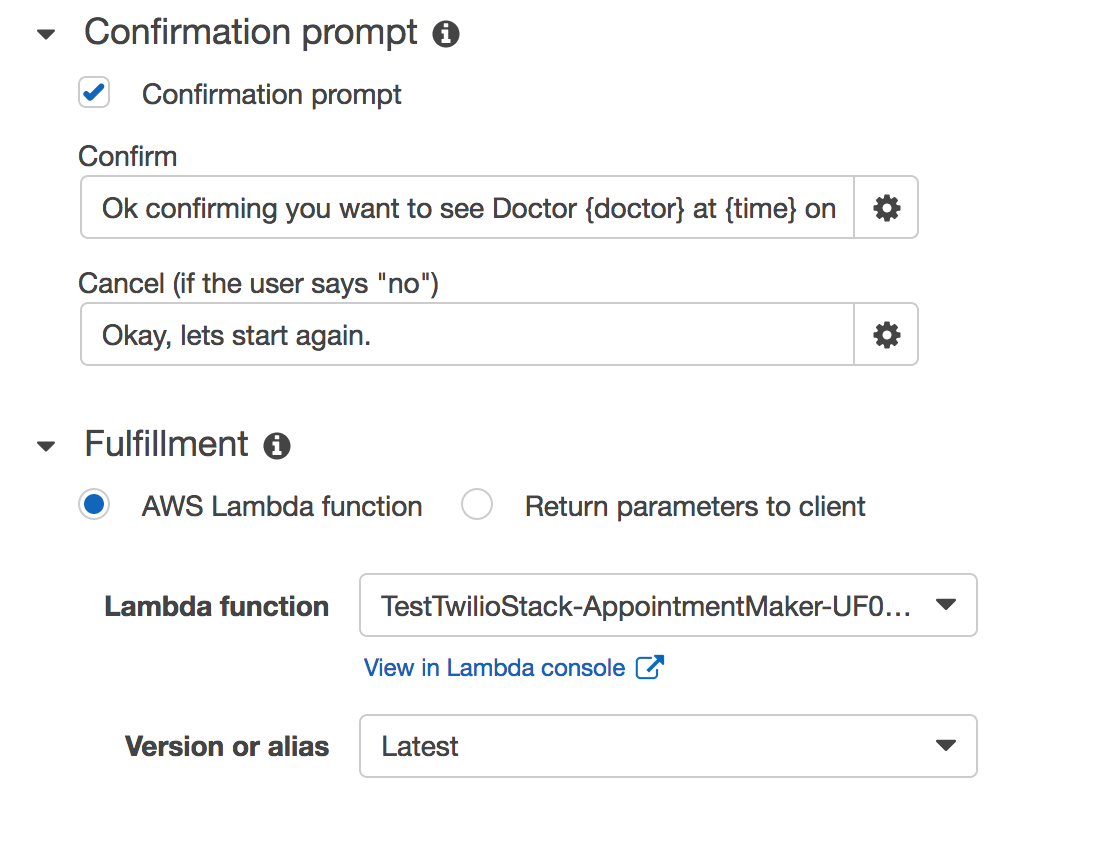 Confirmation prompt
Confirmation prompt
Confirm
Ok confirming you want to see Doctor {doctor} at {time} on
Cancel (if the user says "no")
Okay, lets start again.
Fulfillment
AWS Lambda function Return parameters to client
Lambda function TestTwilioStack-AppointmentMaker-UF0...
View in Lambda console
Version or alias Latest